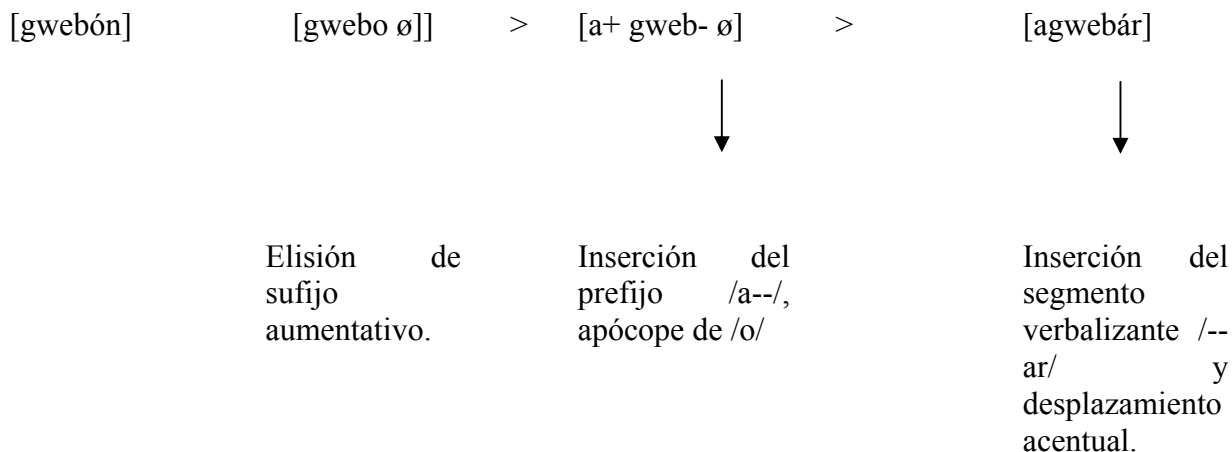 [gwebón] [gwebo ø]] > [a+ gweb- ø] > [agwebár]
Elisión de
sufijo
aumentativo.
Inserción del
prefijo /a--/,
apócope de /o/
Inserción del
segmento
verbalizante /--
ar/ y
desplazamiento
acentual.